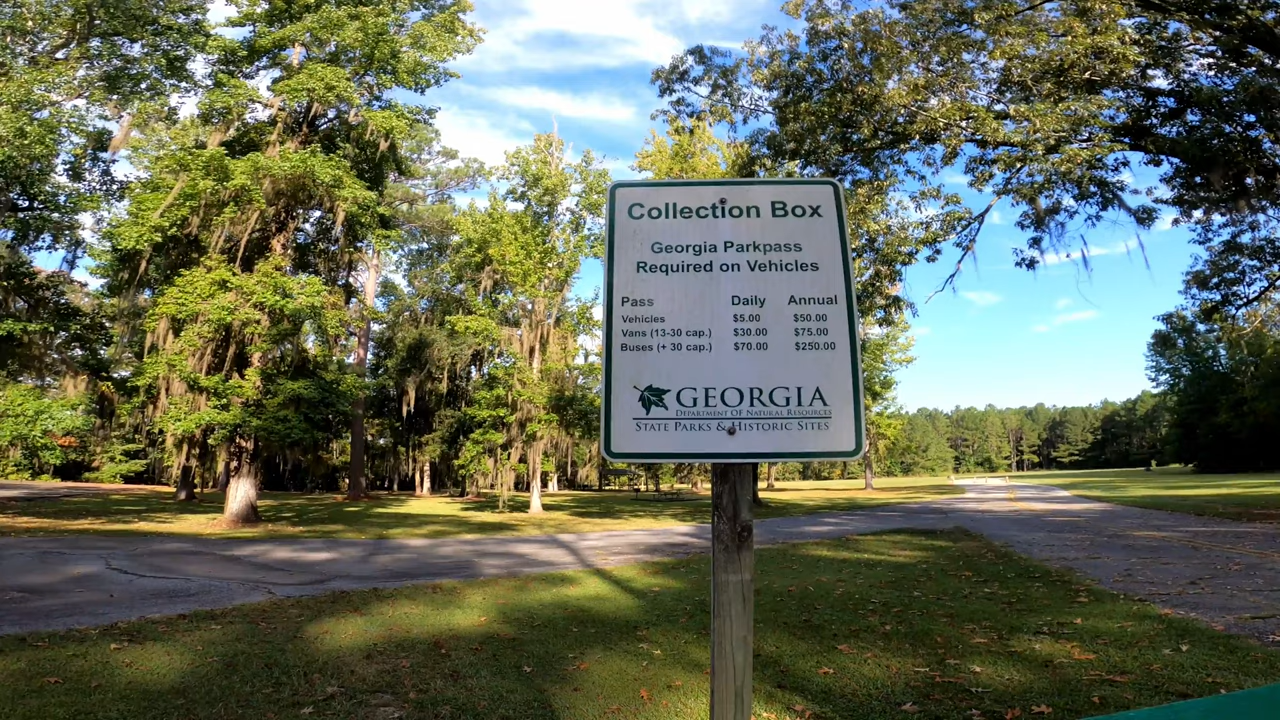 Collection Box
Georgia Parkpass
Required on Vehicles
Pass Daily Annual
Vehicles $5.00 $50.00
Vans (13-30 cap.) $30.00 $75.00
Buses (+ 30 cap.) $70.00 $250.00
GEORGIA
DEPARTMENT OF NATURAL RESOURCES
STATE PARKS & HISTORIC SITES